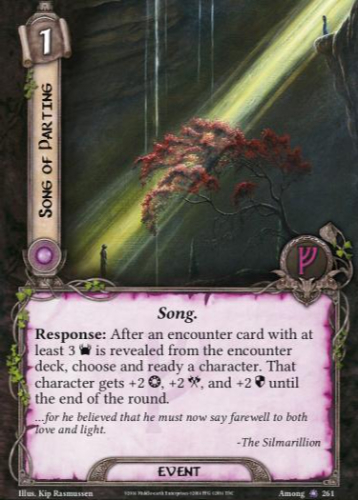 1
SONG OF PARTING
Song.
Response: After an encounter card with at
least 3 is revealed from the encounter
deck, choose and ready a character. That
character gets +2 , +2 , and +2 until
the end of the round.
...for he believed that he must now say farewell to both
love and light.
-The Silmarillion
EVENT
Illus. Kip Rasmussen
Among 261